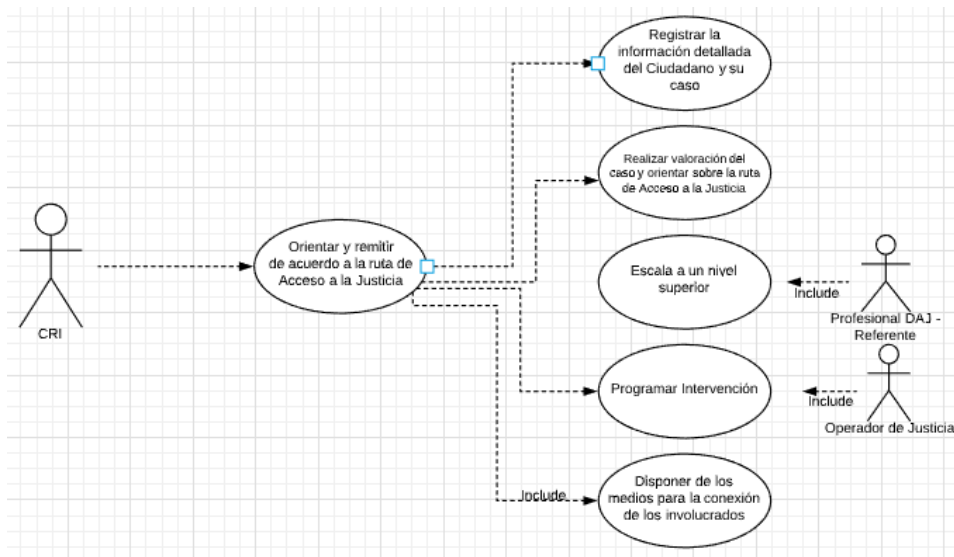 Registrar la
información detallada
del Ciudadano y su
caso
Realizar valoración del
caso y orientar sobre la ruta
de Acceso a la Justicia
Orientar y remitir
de acuerdo a la ruta de
Acceso a la Justicia
CRI
Escala a un nivel
superior
Include
Profesional DAJ -
Referente
Programar Intervención
Include
Operador de Justicia
Include
Disponer de los
medios para la conexión
de los involucrados